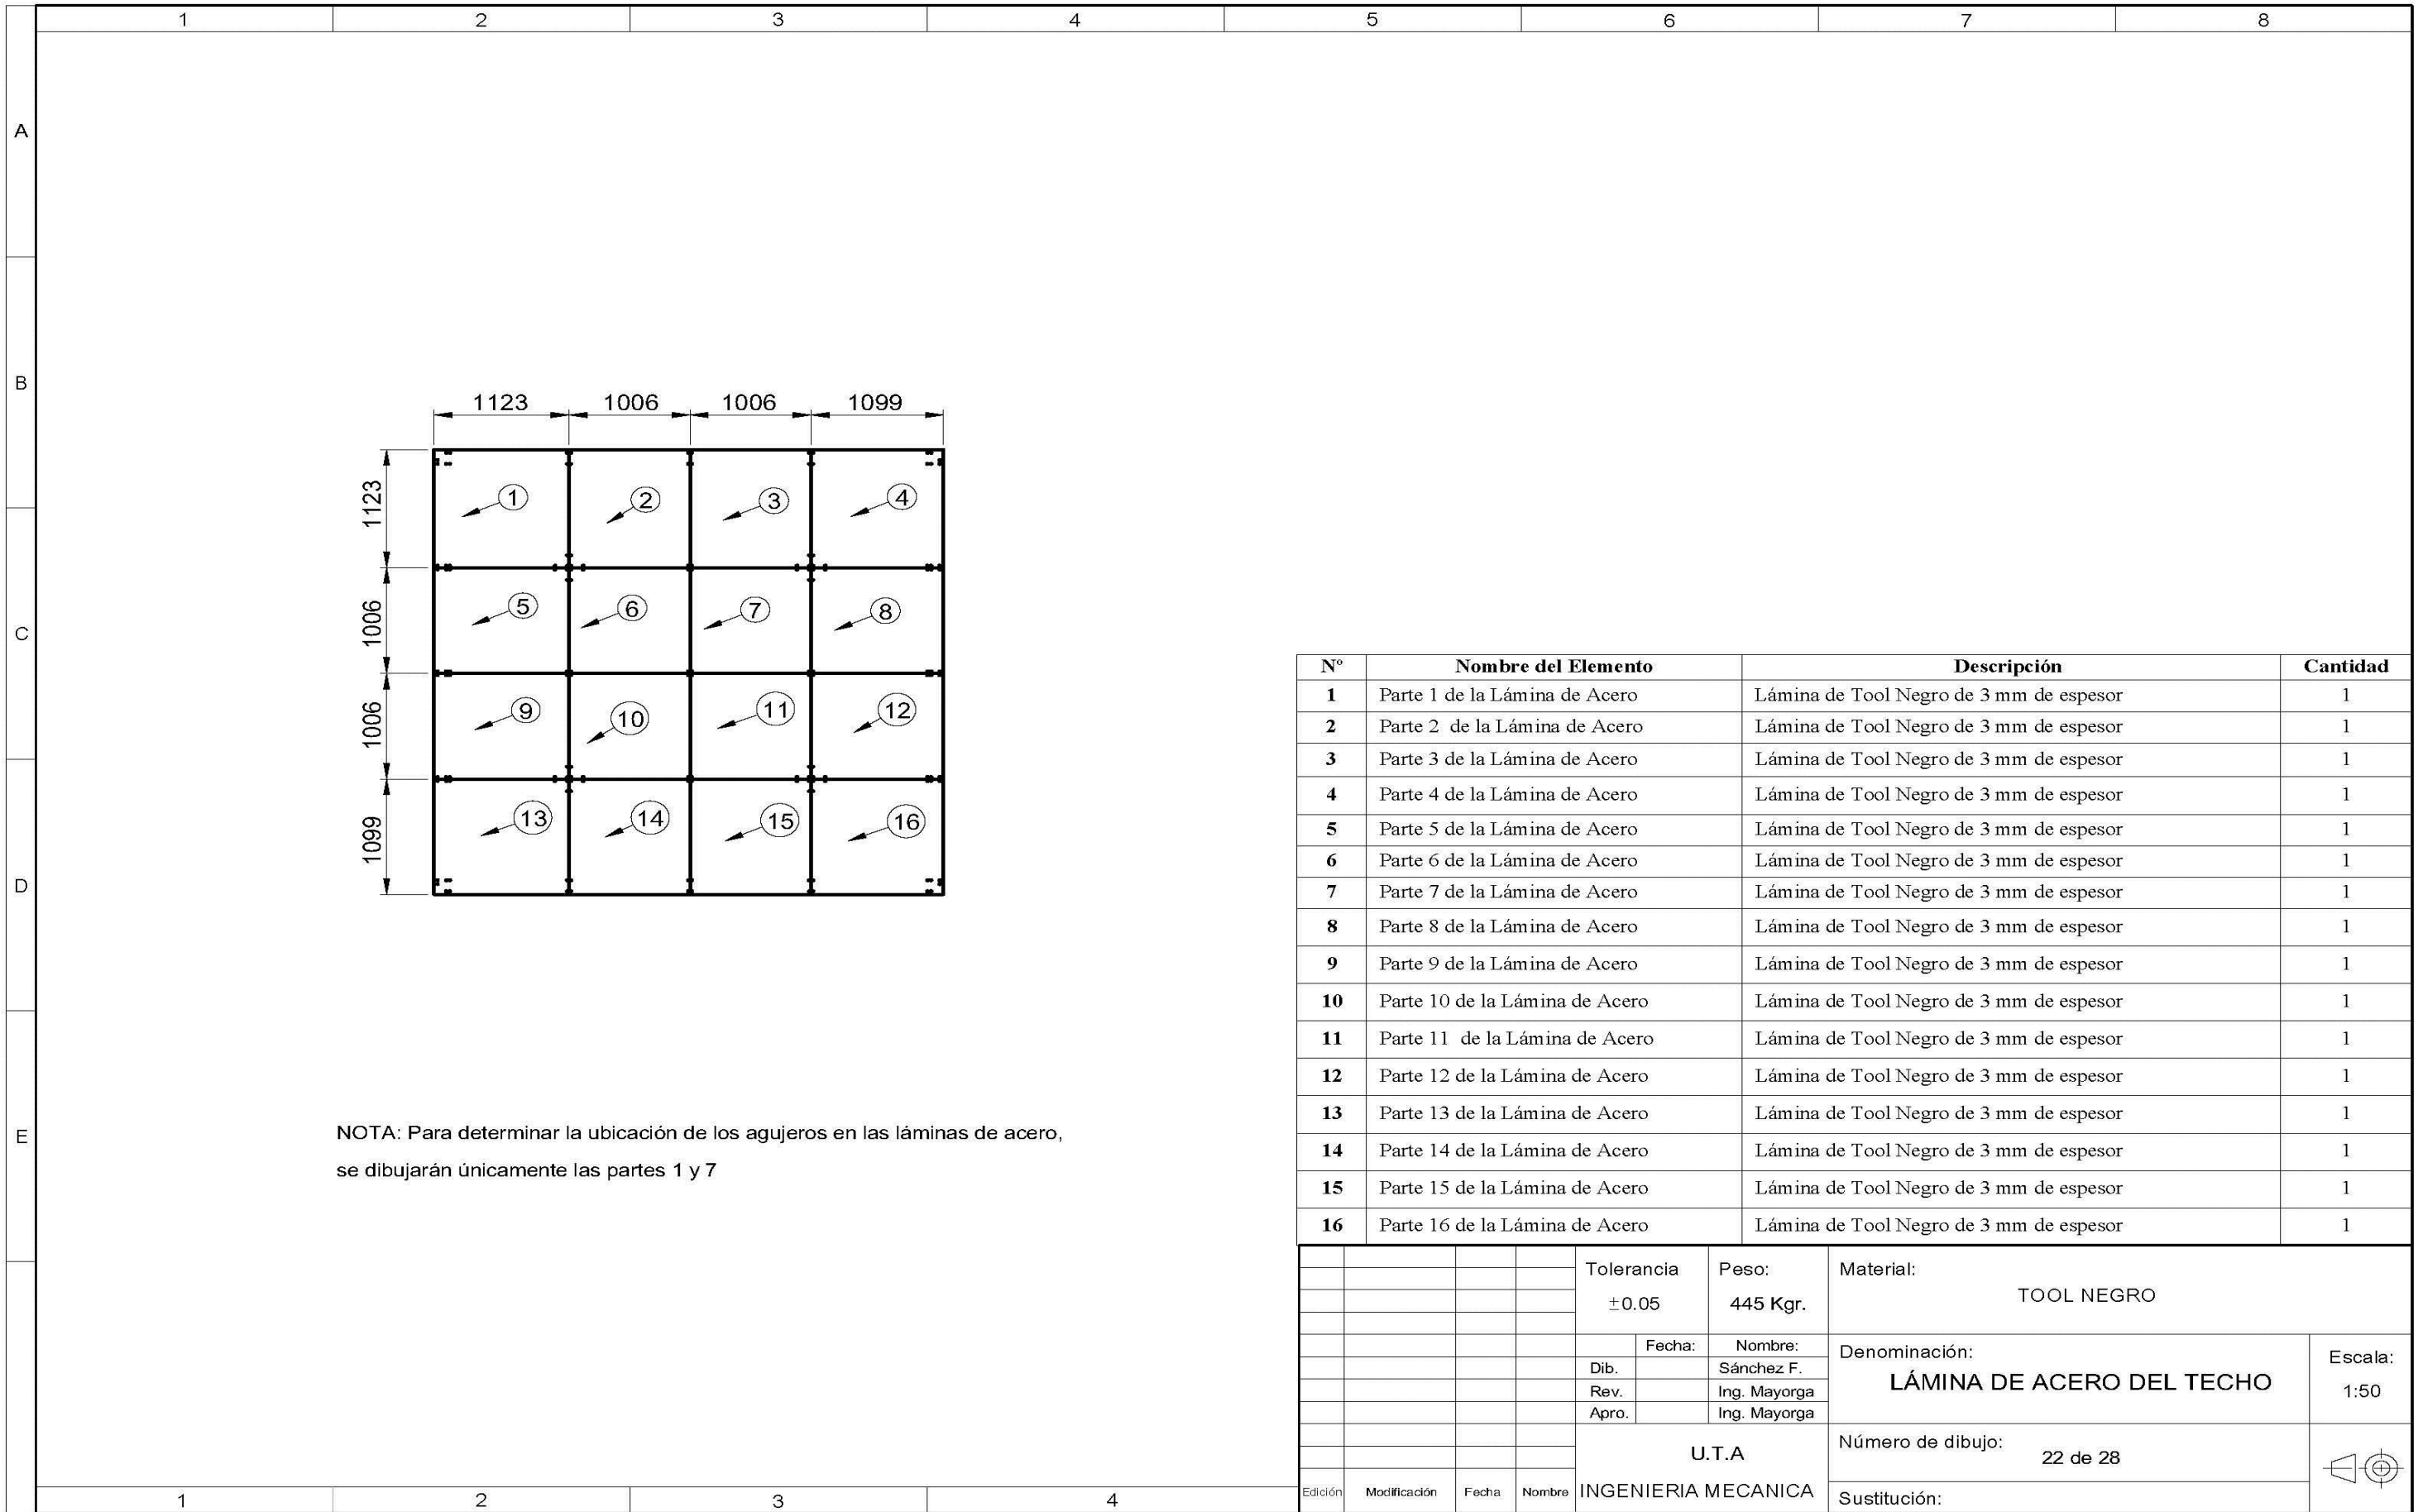 1 2 3 4 5 6 7 8
A
B
C
D
E
1123 1006 1006 1099
1123
1006
1006
1099
1 2 3 4
5 6 7 8
9 10 11 12
13 14 15 16
NOTA: Para determinar la ubicación de los agujeros en las láminas de acero,
se dibujarán únicamente las partes 1 y 7
Nº Nombre del Elemento Descripción Cantidad
1 Parte 1 de la Lámina de Acero Lámina de Tool Negro de 3 mm de espesor 1
2 Parte 2 de la Lámina de Acero Lámina de Tool Negro de 3 mm de espesor 1
3 Parte 3 de la Lámina de Acero Lámina de Tool Negro de 3 mm de espesor 1
4 Parte 4 de la Lámina de Acero Lámina de Tool Negro de 3 mm de espesor 1
5 Parte 5 de la Lámina de Acero Lámina de Tool Negro de 3 mm de espesor 1
6 Parte 6 de la Lámina de Acero Lámina de Tool Negro de 3 mm de espesor 1
7 Parte 7 de la Lámina de Acero Lámina de Tool Negro de 3 mm de espesor 1
8 Parte 8 de la Lámina de Acero Lámina de Tool Negro de 3 mm de espesor 1
9 Parte 9 de la Lámina de Acero Lámina de Tool Negro de 3 mm de espesor 1
10 Parte 10 de la Lámina de Acero Lámina de Tool Negro de 3 mm de espesor 1
11 Parte 11 de la Lámina de Acero Lámina de Tool Negro de 3 mm de espesor 1
12 Parte 12 de la Lámina de Acero Lámina de Tool Negro de 3 mm de espesor 1
13 Parte 13 de la Lámina de Acero Lámina de Tool Negro de 3 mm de espesor 1
14 Parte 14 de la Lámina de Acero Lámina de Tool Negro de 3 mm de espesor 1
15 Parte 15 de la Lámina de Acero Lámina de Tool Negro de 3 mm de espesor 1
16 Parte 16 de la Lámina de Acero Lámina de Tool Negro de 3 mm de espesor 1
Tolerancia
±0.05
Peso:
445 Kgr.
Material:
TOOL NEGRO
Fecha: Nombre:
Dib. Sánchez F.
Rev. Ing. Mayorga
Apro. Ing. Mayorga
Denominación:
LÁMINA DE ACERO DEL TECHO
Escala:
1:50
U.T.A
INGENIERIA MECANICA
Número de dibujo:
22 de 28
Sustitución:
Edición Modificación Fecha Nombre
1 2 3 4